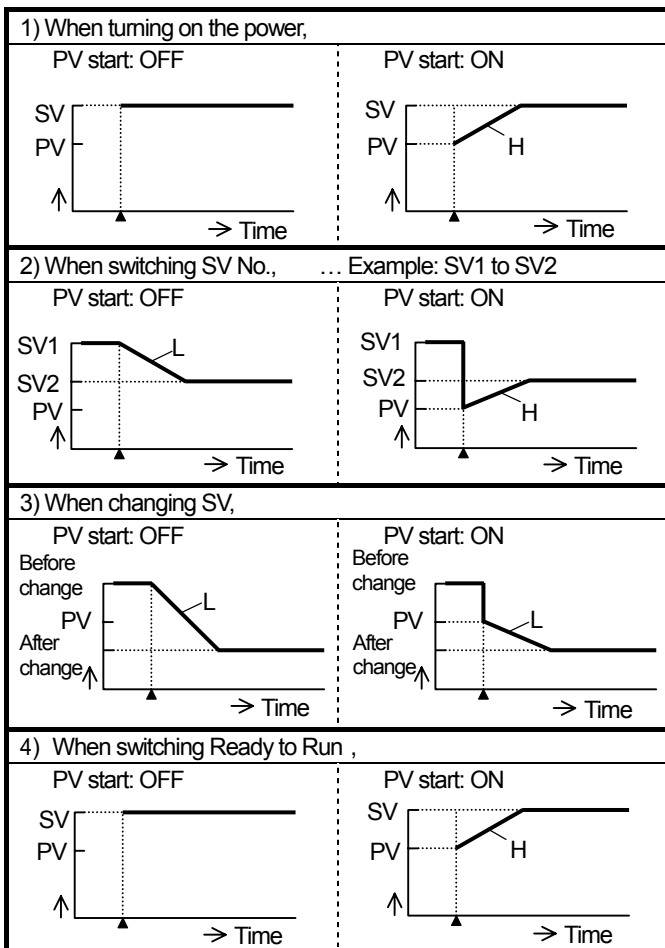 1) When turning on the power,
PV start: OFF
PV start: ON
SV
PV
→ Time
SV
PV
H
→ Time
2) When switching SV No., … Example: SV1 to SV2
PV start: OFF
PV start: ON
SV1
SV2
PV
L
→ Time
SV1
SV2
PV
H
→ Time
3) When changing SV,
PV start: OFF
PV start: ON
Before
change
PV
After
change
L
→ Time
Before
change
PV
After
change
L
→ Time
4) When switching Ready to Run ,
PV start: OFF
PV start: ON
SV
PV
→ Time
SV
PV
H
→ Time